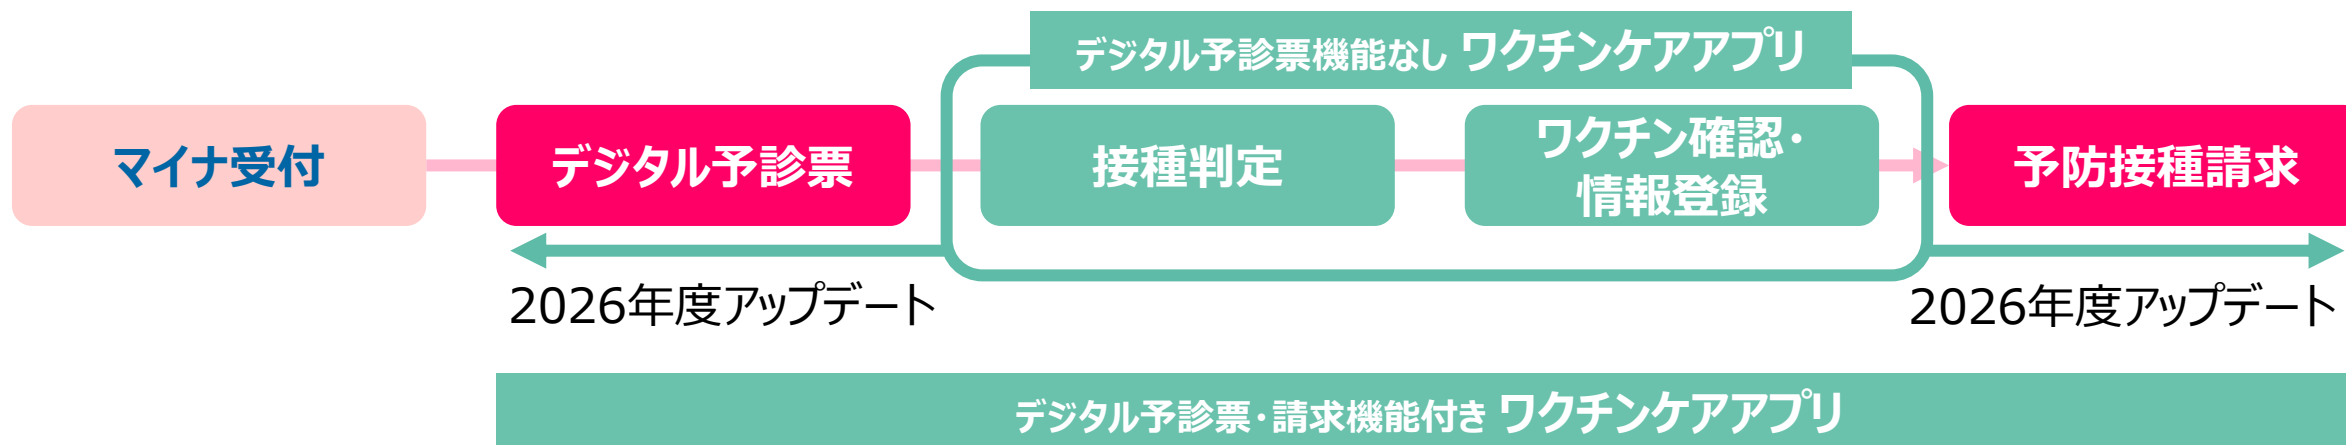 デジタル予診票機能なし ワクチンケアアプリ
マイナ受付
デジタル予診票
接種判定
ワクチン確認・
情報登録
予防接種請求
2026年度アップデート
2026年度アップデート
デジタル予診票・請求機能付き ワクチンケアアプリ